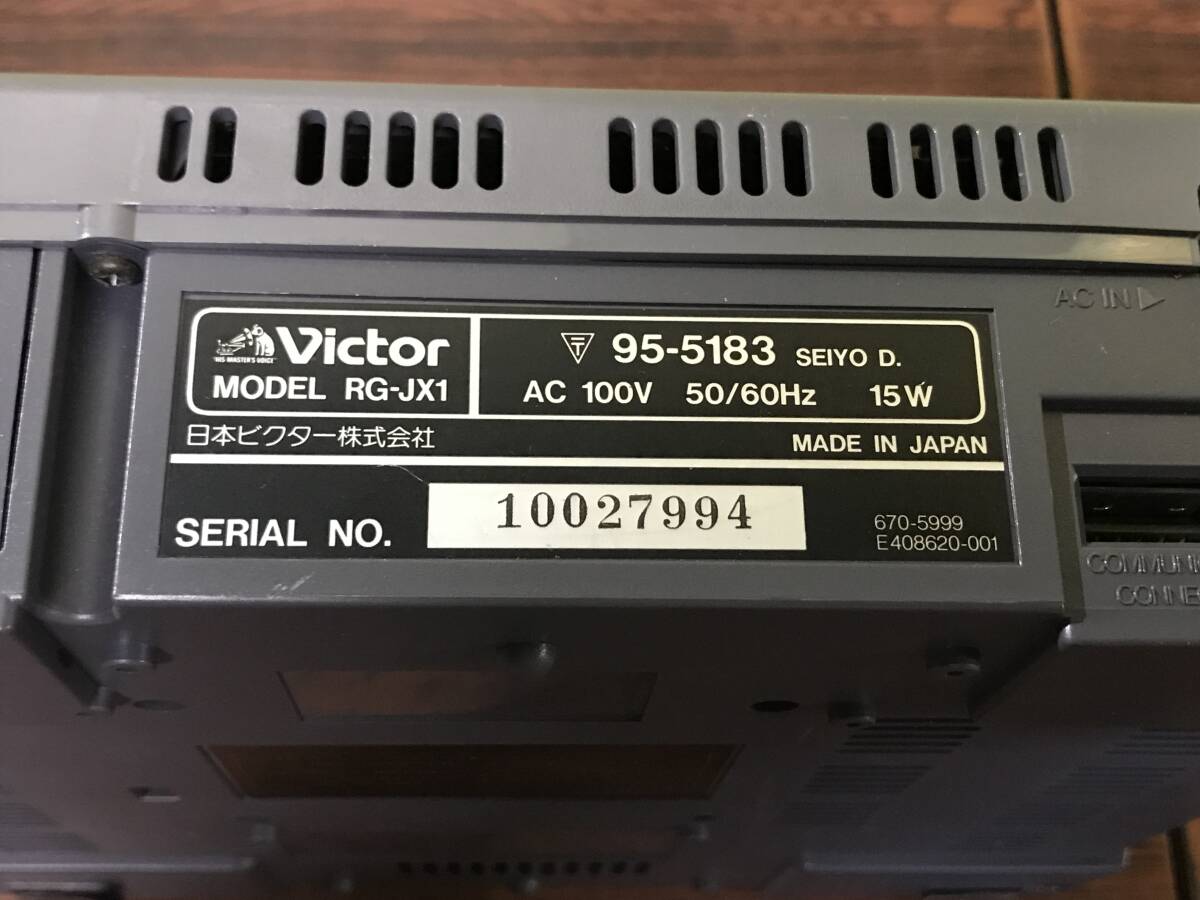 AC IN
Victor
"HIS MASTER'S VOICE"
MODEL RG-JX1
T 95-5183 SEIYO D.
AC 100V 50/60Hz 15W
日本ビクター株式会社
MADE IN JAPAN
SERIAL NO. 10027994
670-5999
E408620-001